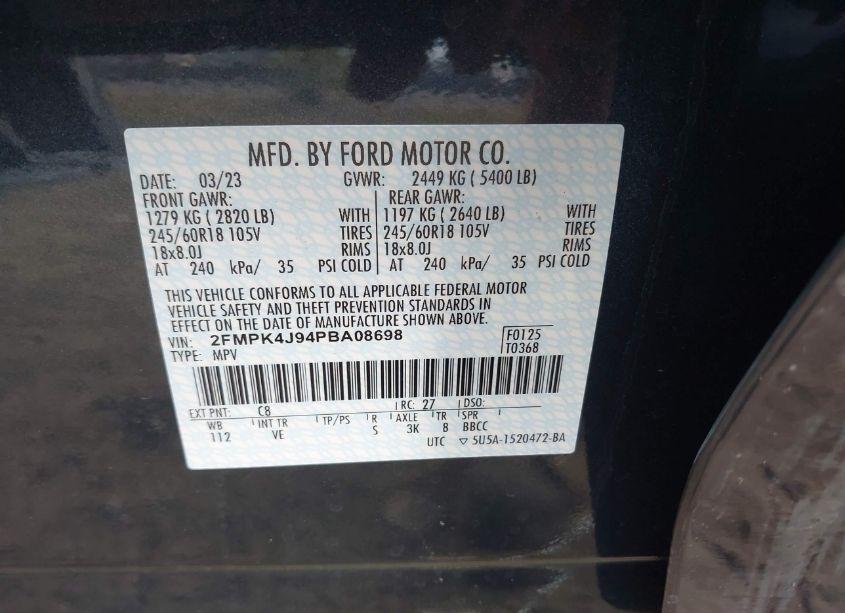 MFD. BY FORD MOTOR CO.
DATE: 03/23 GVWR: 2449 KG ( 5400 LB)
FRONT GAWR: REAR GAWR:
1279 KG ( 2820 LB) WITH 1197 KG ( 2640 LB) WITH
245/60R18 105V TIRES 245/60R18 105V TIRES
18x8.0J RIMS 18x8.0J RIMS
AT 240 kPa/ 35 PSI COLD AT 240 kPa/ 35 PSI COLD
THIS VEHICLE CONFORMS TO ALL APPLICABLE FEDERAL MOTOR
VEHICLE SAFETY AND THEFT PREVENTION STANDARDS IN
EFFECT ON THE DATE OF MANUFACTURE SHOWN ABOVE.
VIN: 2FMPK4J94PBA08698 F0125
TYPE: MPV T0368
EXT PNT: C8 RC: 27 DSO:
WB INT TR TP/PS R AXLE TR SPR
112 VE S 3K 8 BBCC
UTC ▽ 5U5A-1520472-BA